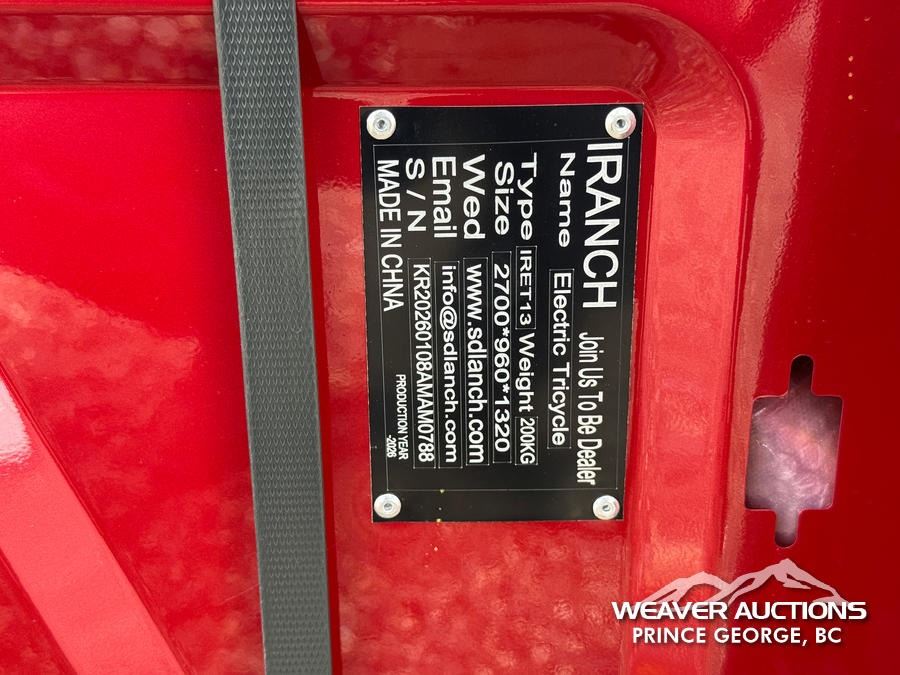 IRANCH Join Us To Be Dealer
Name Electric Tricycle
Type IRET13 Weight 200KG
Size 2700*960*1320
Wed www.sdlanch.com
Email info@sdlanch.com
S / N KR20260108AMAM0788
MADE IN CHNA
PRODUCTION YEAR
-2026
WEAVER AUCTIONS
PRINCE GEORGE, BC